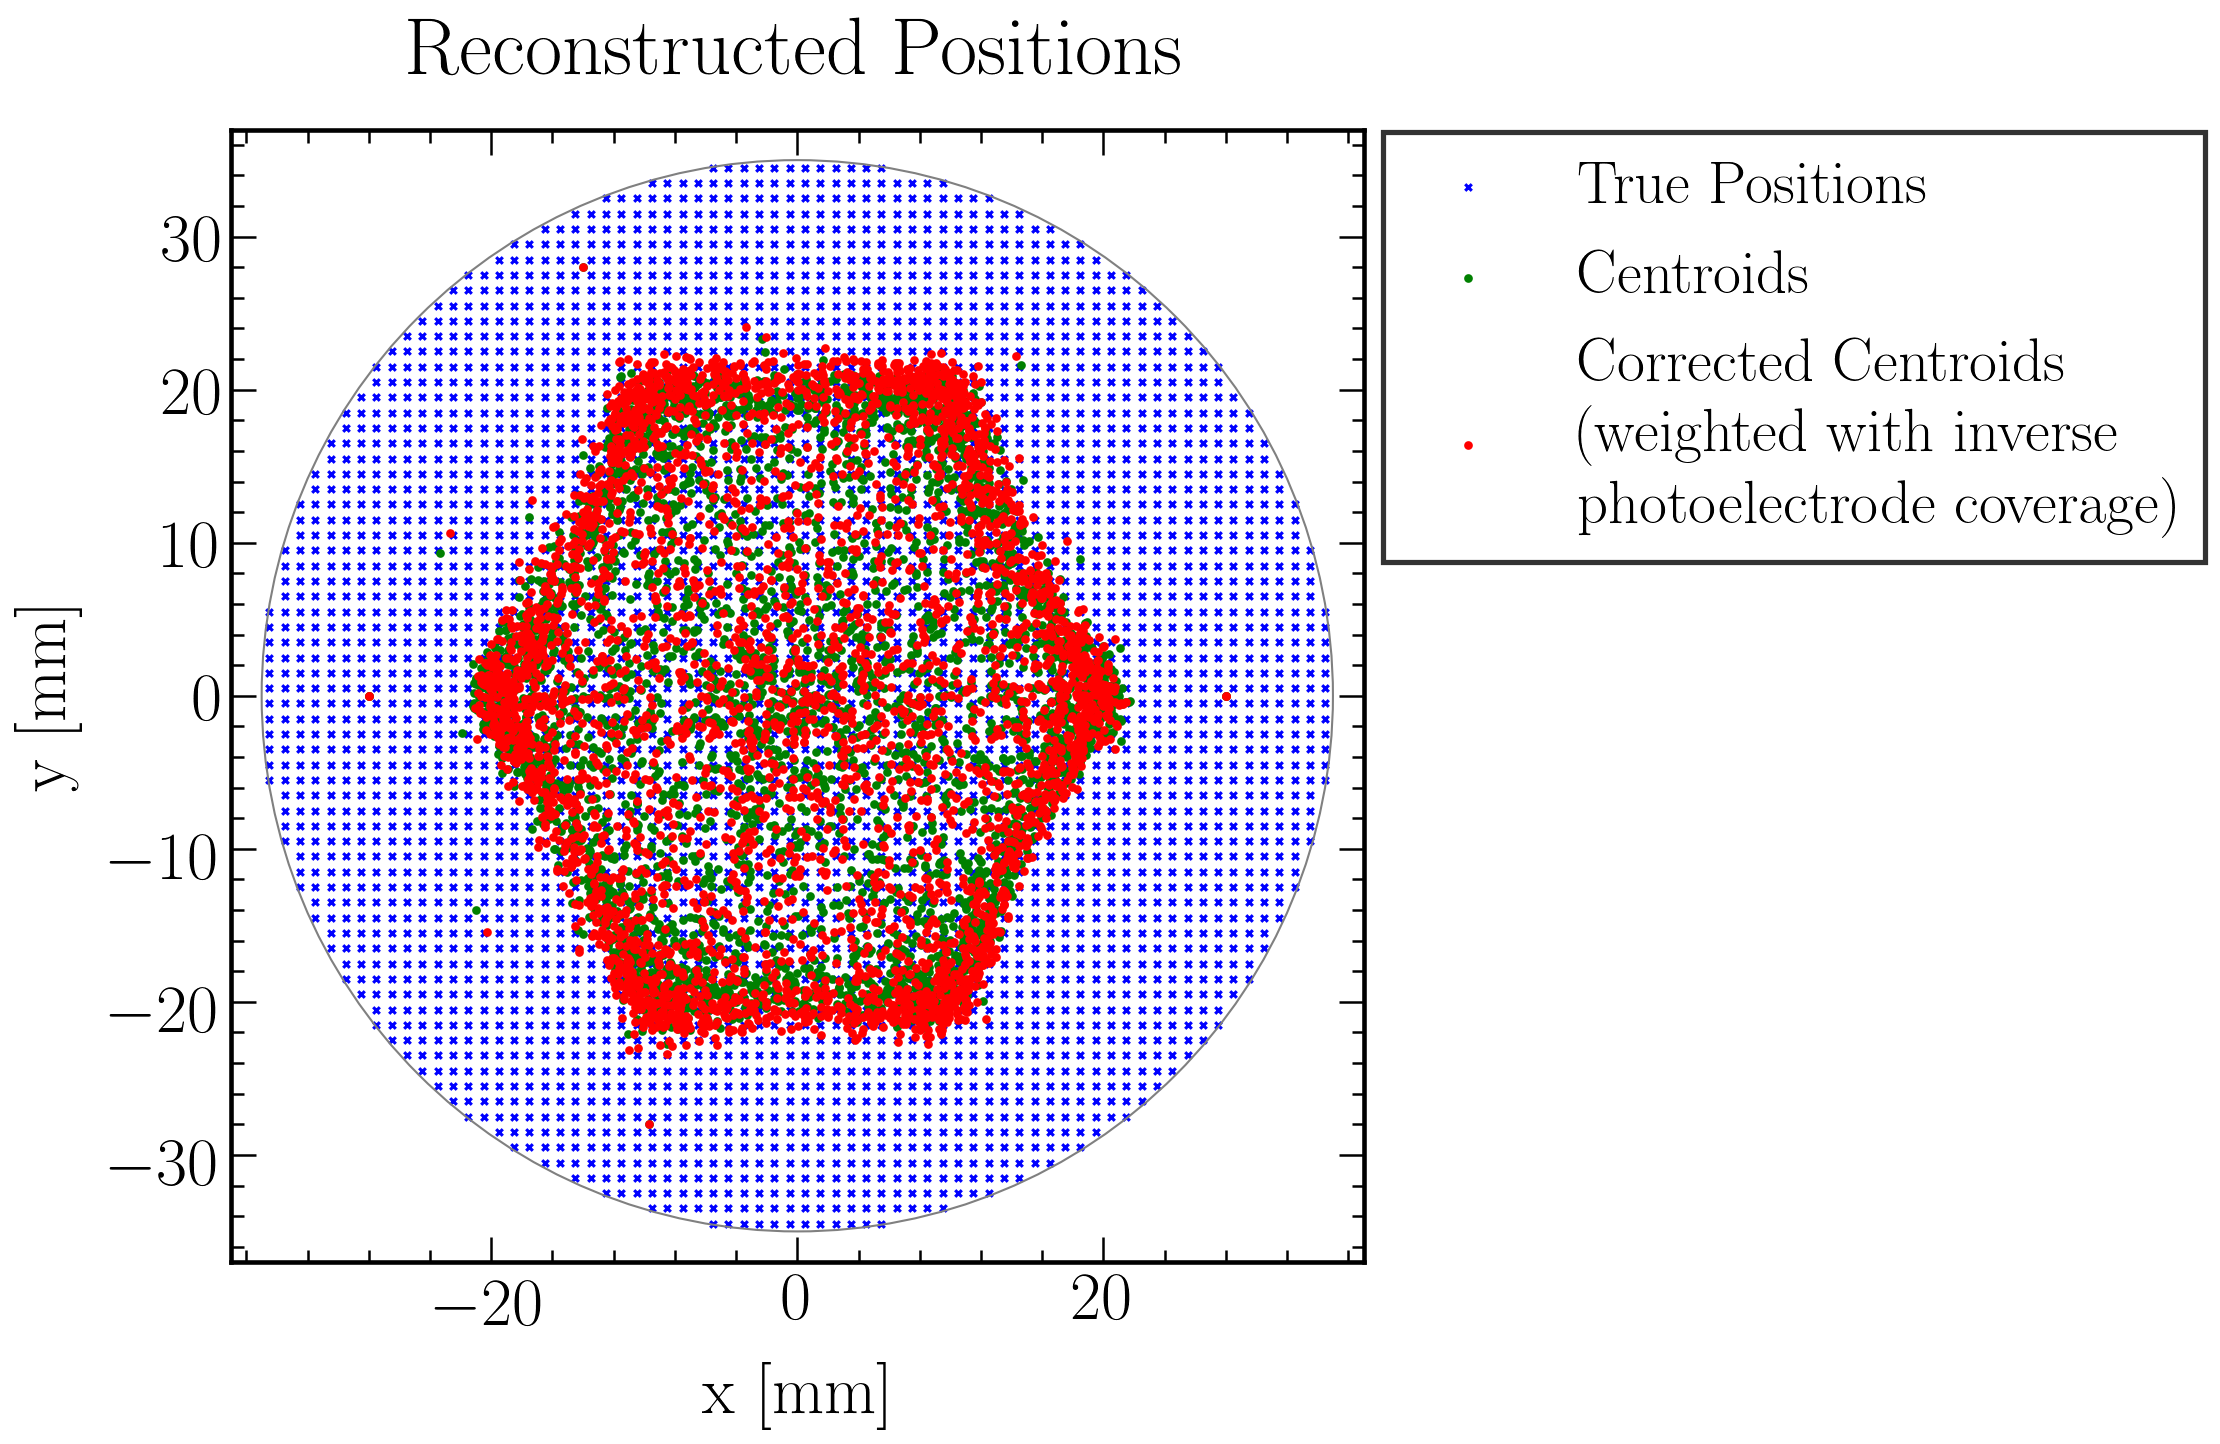 Reconstructed Positions
True Positions
Centroids
Corrected Centroids
(weighted with inverse
photoelectrode coverage)
30
20
10
0
−10
−20
−30
y [mm]
−20 0 20
x [mm]